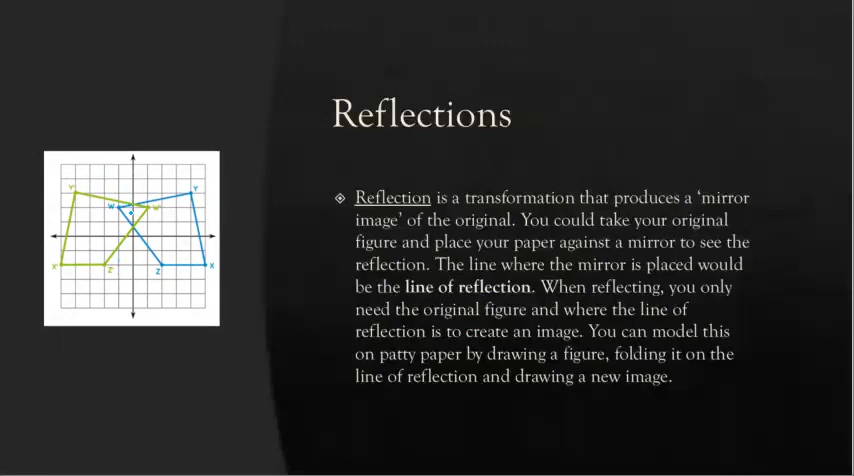 Reflections
Reflection is a transformation that produces a ‘mirror
image’ of the original. You could take your original
figure and place your paper against a mirror to see the
reflection. The line where the mirror is placed would
be the line of reflection. When reflecting, you only
need the original figure and where the line of
reflection is to create an image. You can model this
on patty paper by drawing a figure, folding it on the
line of reflection and drawing a new image.
Y' Y
W W'
X' Z' Z X